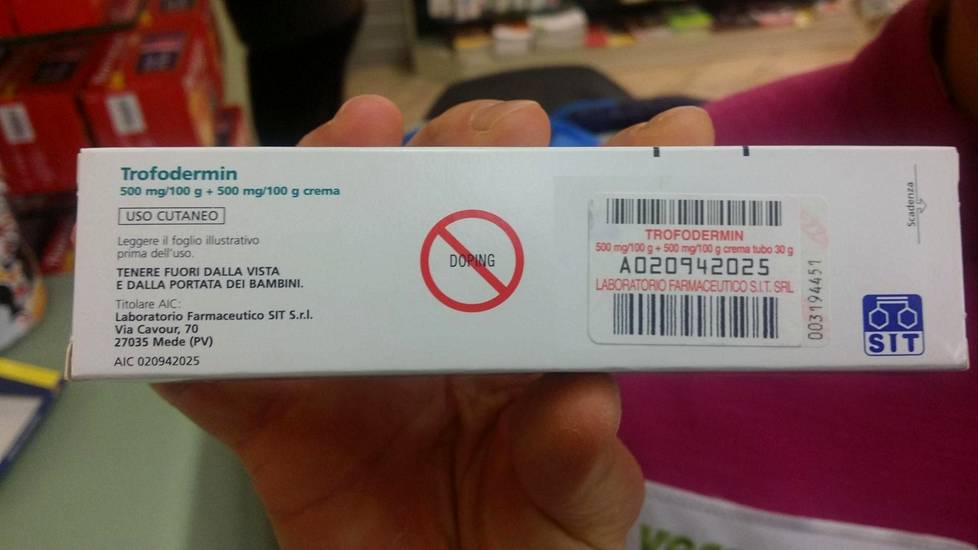 Trofodermin
500 mg/100 g + 500 mg/100 g crema
USO CUTANEO
Leggere il foglio illustrativo
prima dell'uso.
TENERE FUORI DALLA VISTA
E DALLA PORTATA DEI BAMBINI.
Titolare AIC:
Laboratorio Farmaceutico SIT S.r.l.
Via Cavour, 70
27035 Mede (PV)
AIC 020942025
DOPING
TROFODERMIN
500 mg/100 g + 500 mg/100 g crema tubo 30 g
A020942025
LABORATORIO FARMACEUTICO S.I.T. SRL
003194451
Scadenza
SIT